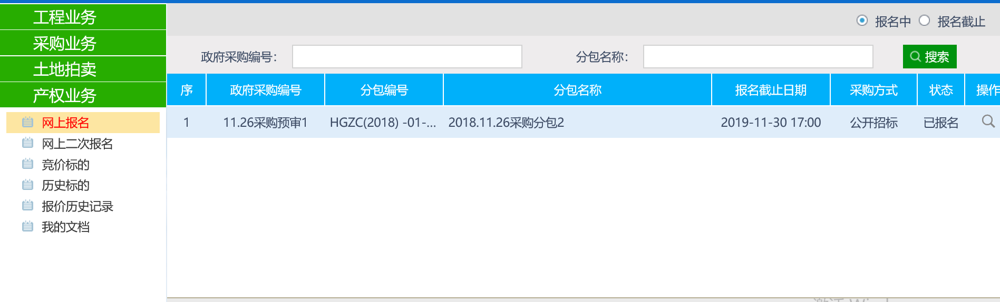 工程业务
采购业务
土地拍卖
产权业务
网上报名
网上二次报名
竞价标的
历史标的
报价历史记录
我的文档
报名中 报名截止
政府采购编号： 分包名称： 搜索
序 政府采购编号 分包编号 分包名称 报名截止日期 采购方式 状态 操作
1 11.26采购预审1 HGZC(2018) -01-... 2018.11.26采购分包2 2019-11-30 17:00 公开招标 已报名